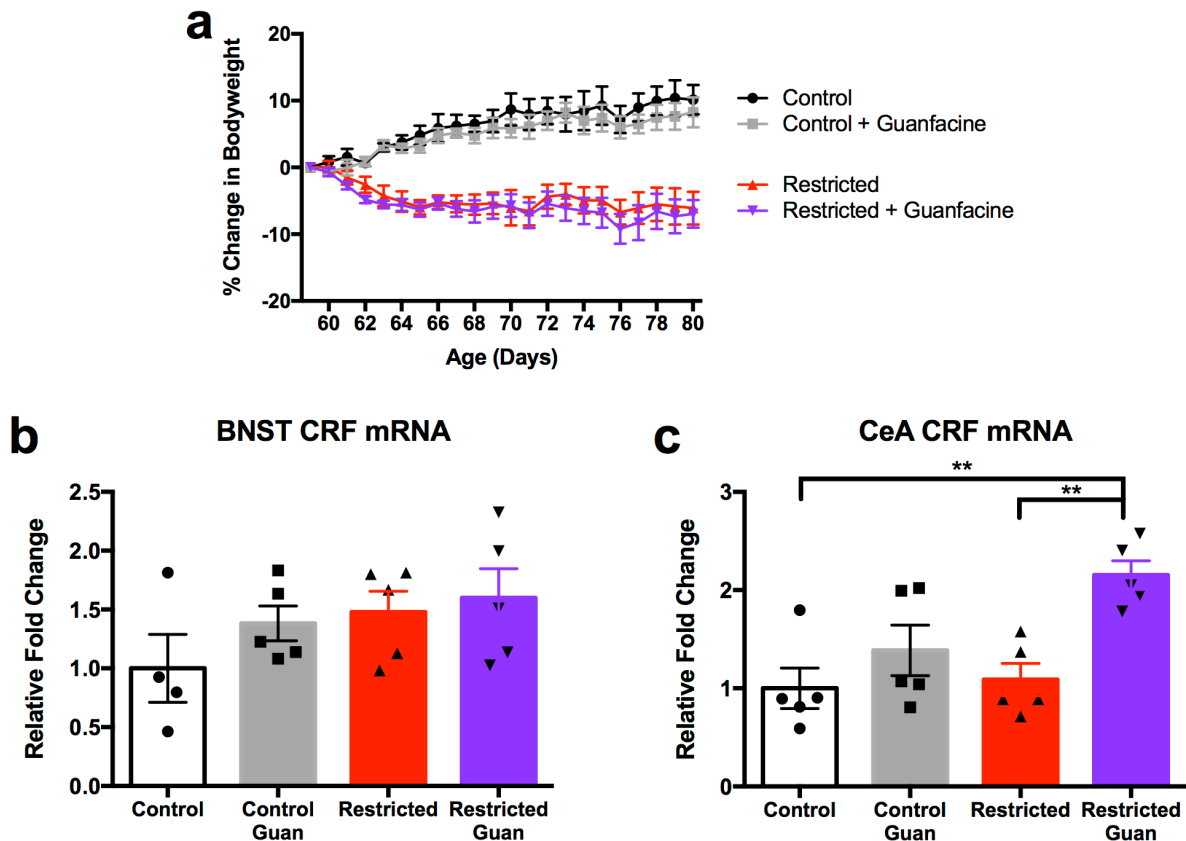 a
% Change in Bodyweight
20
10
0
-10
-20
60 62 64 66 68 70 72 74 76 78 80
Age (Days)
Control
Control + Guanfacine
Restricted
Restricted + Guanfacine
b
BNST CRF mRNA
Relative Fold Change
2.5
2.0
1.5
1.0
0.5
0.0
Control
Control
Guan
Restricted
Restricted
Guan
c
CeA CRF mRNA
Relative Fold Change
3
2
1
0
**
**
Control
Control
Guan
Restricted
Restricted
Guan